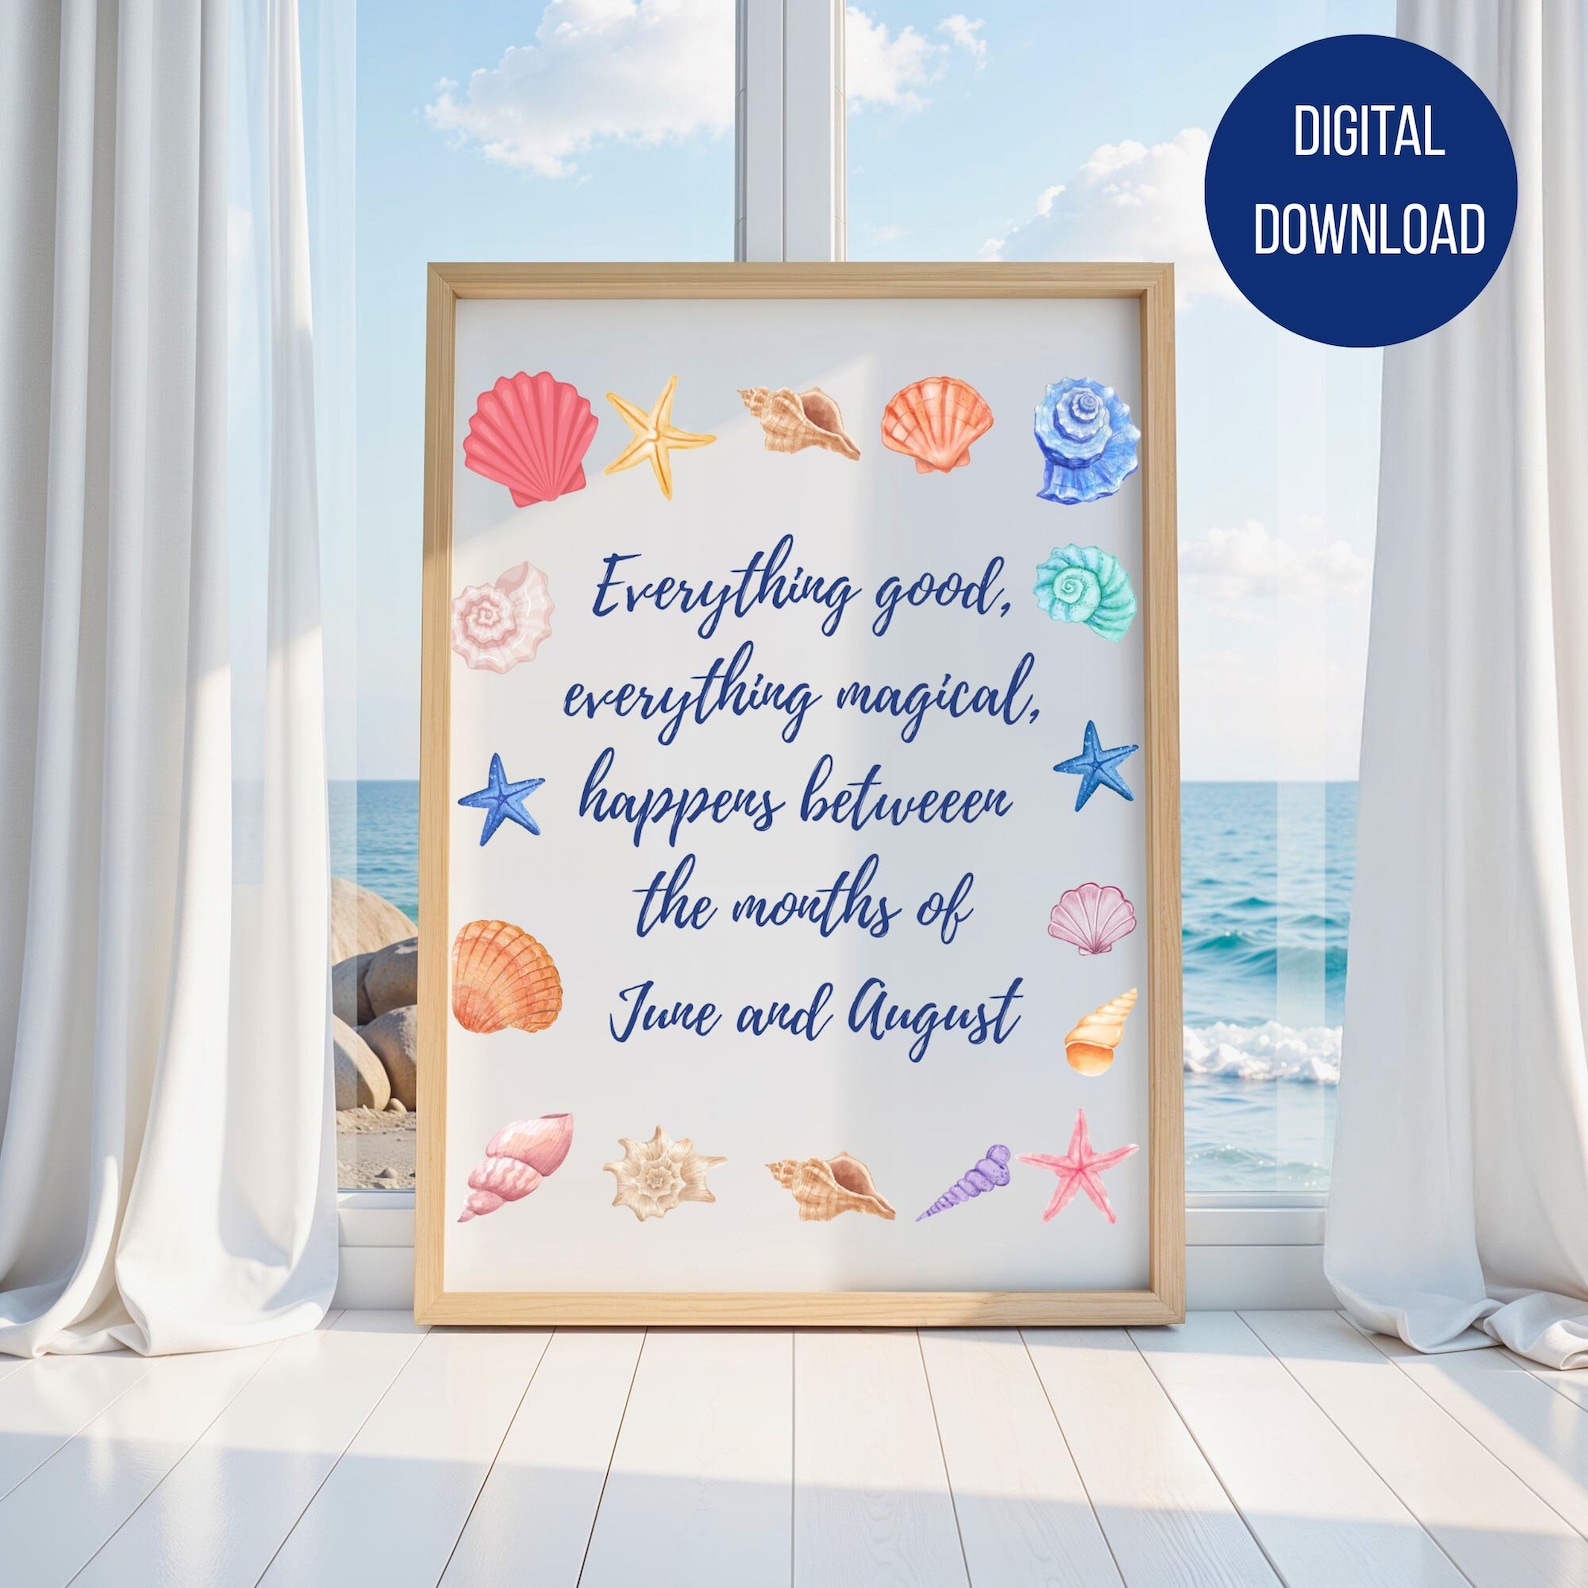 DIGITAL
DOWNLOAD
Everything good,
everything magical,
happens betweeen
the months of
June and August